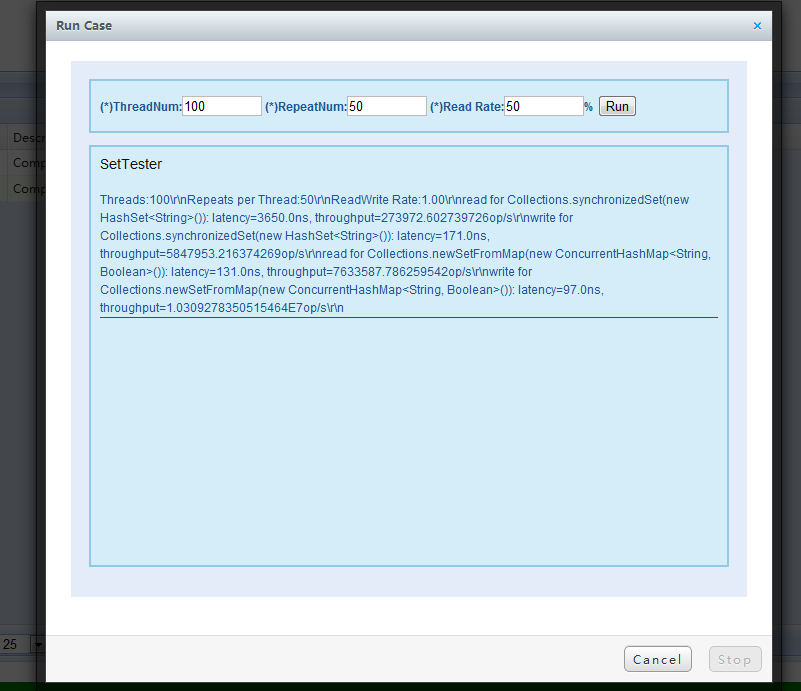 Run Case
×
(*)ThreadNum: 100 (*)RepeatNum: 50 (*)Read Rate: 50 % Run
Descr
Comp
Comp
SetTester
Threads:100\r\nRepeats per Thread:50\r\nReadWrite Rate:1.00\r\nread for Collections.synchronizedSet(new
HashSet<String>()): latency=3650.0ns, throughput=273972.602739726op/s\r\nwrite for
Collections.synchronizedSet(new HashSet<String>()): latency=171.0ns,
throughput=5847953.216374269op/s\r\nread for Collections.newSetFromMap(new ConcurrentHashMap<String,
Boolean>()): latency=131.0ns, throughput=7633587.786259542op/s\r\nwrite for
Collections.newSetFromMap(new ConcurrentHashMap<String, Boolean>()): latency=97.0ns,
throughput=1.0309278350515464E7op/s\r\n
25
Cancel Stop